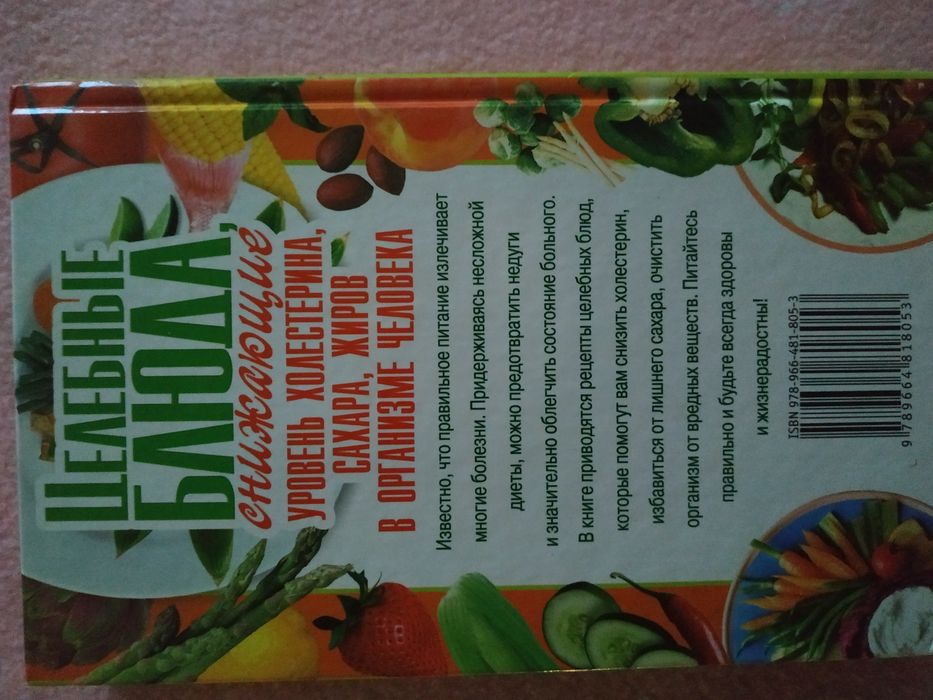 ЦЕЛЕБНЫЕ
БЛЮДА,
снижающие
УРОВЕНЬ ХОЛЕСТЕРИНА,
САХАРА, ЖИРОВ
В ОРГАНИЗМЕ ЧЕЛОВЕКА
Известно, что правильное питание излечивает
многие болезни. Придерживаясь несложной
диеты, можно предотвратить недуги
и значительно облегчить состояние больного.
В книге приводятся рецепты целебных блюд,
которые помогут вам снизить холестерин,
избавиться от лишнего сахара, очистить
организм от вредных веществ. Питайтесь
правильно и будьте всегда здоровы
и жизнерадостны!
ISBN 978-966-481-805-3
9 789664 818053